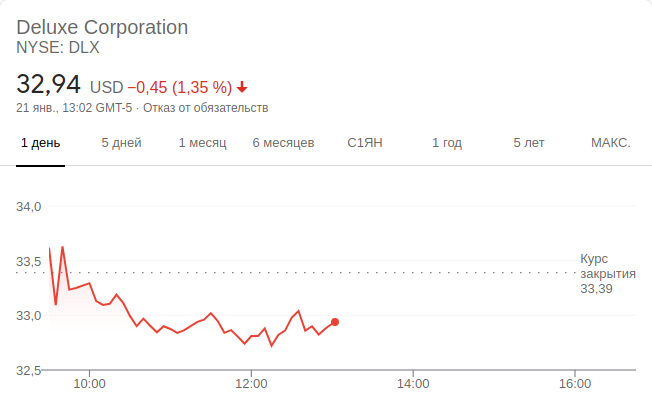 Deluxe Corporation
NYSE: DLX
32,94 USD −0,45 (1,35 %)
21 янв., 13:02 GMT-5 · Отказ от обязательств
1 день 5 дней 1 месяц 6 месяцев С1ЯН 1 год 5 лет МАКС.
34,0
33,5
33,0
32,5
Курс
закрытия
33,39
10:00 12:00 14:00 16:00